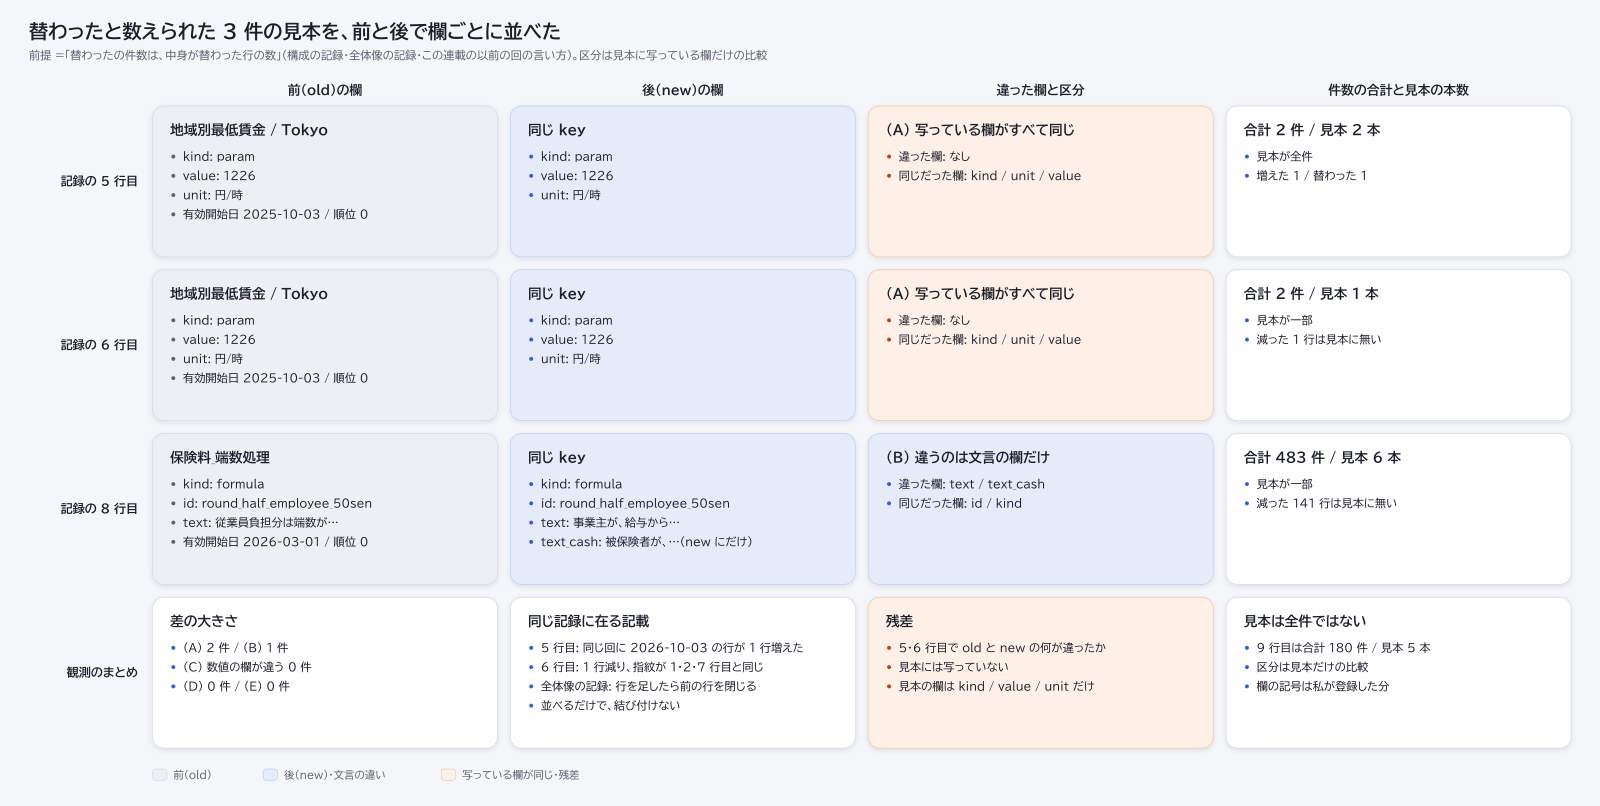 替わったと数えられた 3 件の見本を、前と後で欄ごとに並べた
前提 =「替わったの件数は、中身が替わった行の数」(構成の記録・全体像の記録・この連載の以前の回の言い方)。区分は見本に写っている欄だけの比較
前(old)の欄
後(new)の欄
違った欄と区分
件数の合計と見本の本数
記録の 5 行目
地域別最低賃金 / Tokyo
• kind: param
• value: 1226
• unit: 円/時
• 有効開始日 2025-10-03 / 順位 0
同じ key
• kind: param
• value: 1226
• unit: 円/時
(A) 写っている欄がすべて同じ
• 違った欄: なし
• 同じだった欄: kind / unit / value
合計 2 件 / 見本 2 本
• 見本が全件
• 増えた 1 / 替わった 1
記録の 6 行目
地域別最低賃金 / Tokyo
• kind: param
• value: 1226
• unit: 円/時
• 有効開始日 2025-10-03 / 順位 0
同じ key
• kind: param
• value: 1226
• unit: 円/時
(A) 写っている欄がすべて同じ
• 違った欄: なし
• 同じだった欄: kind / unit / value
合計 2 件 / 見本 1 本
• 見本が一部
• 減った 1 行は見本に無い
記録の 8 行目
保険料_端数処理
• kind: formula
• id: round_half_employee_50sen
• text: 従業員負担分は端数が…
• 有効開始日 2026-03-01 / 順位 0
同じ key
• kind: formula
• id: round_half_employee_50sen
• text: 事業主が、給与から…
• text_cash: 被保険者が、…(new にだけ)
(B) 違うのは文言の欄だけ
• 違った欄: text / text_cash
• 同じだった欄: id / kind
合計 483 件 / 見本 6 本
• 見本が一部
• 減った 141 行は見本に無い
観測のまとめ
差の大きさ
• (A) 2 件 / (B) 1 件
• (C) 数値の欄が違う 0 件
• (D) 0 件 / (E) 0 件
同じ記録に在る記載
• 5 行目: 同じ回に 2026-10-03 の行が 1 行増えた
• 6 行目: 1 行減り、指紋が 1・2・7 行目と同じ
• 全体像の記録: 行を足したら前の行を閉じる
• 並べるだけで、結び付けない
残差
• 5・6 行目で old と new の何が違ったか
• 見本には写っていない
• 見本の欄は kind / value / unit だけ
見本は全件ではない
• 9 行目は合計 180 件 / 見本 5 本
• 区分は見本だけの比較
• 欄の記号は私が登録した分
前(old)
後(new)・文言の違い
写っている欄が同じ・残差